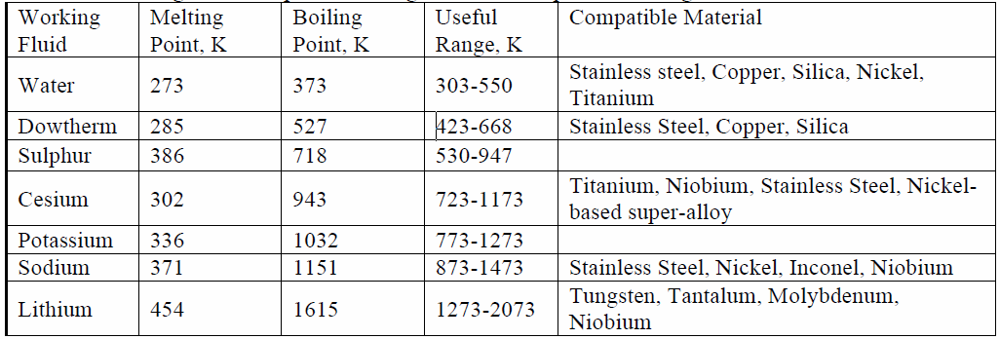 Working Fluid Melting Point, K Boiling Point, K Useful Range, K Compatible Material
Water 273 373 303-550 Stainless steel, Copper, Silica, Nickel, Titanium
Dowtherm 285 527 423-668 Stainless Steel, Copper, Silica
Sulphur 386 718 530-947
Cesium 302 943 723-1173 Titanium, Niobium, Stainless Steel, Nickel-based super-alloy
Potassium 336 1032 773-1273
Sodium 371 1151 873-1473 Stainless Steel, Nickel, Inconel, Niobium
Lithium 454 1615 1273-2073 Tungsten, Tantalum, Molybdenum, Niobium